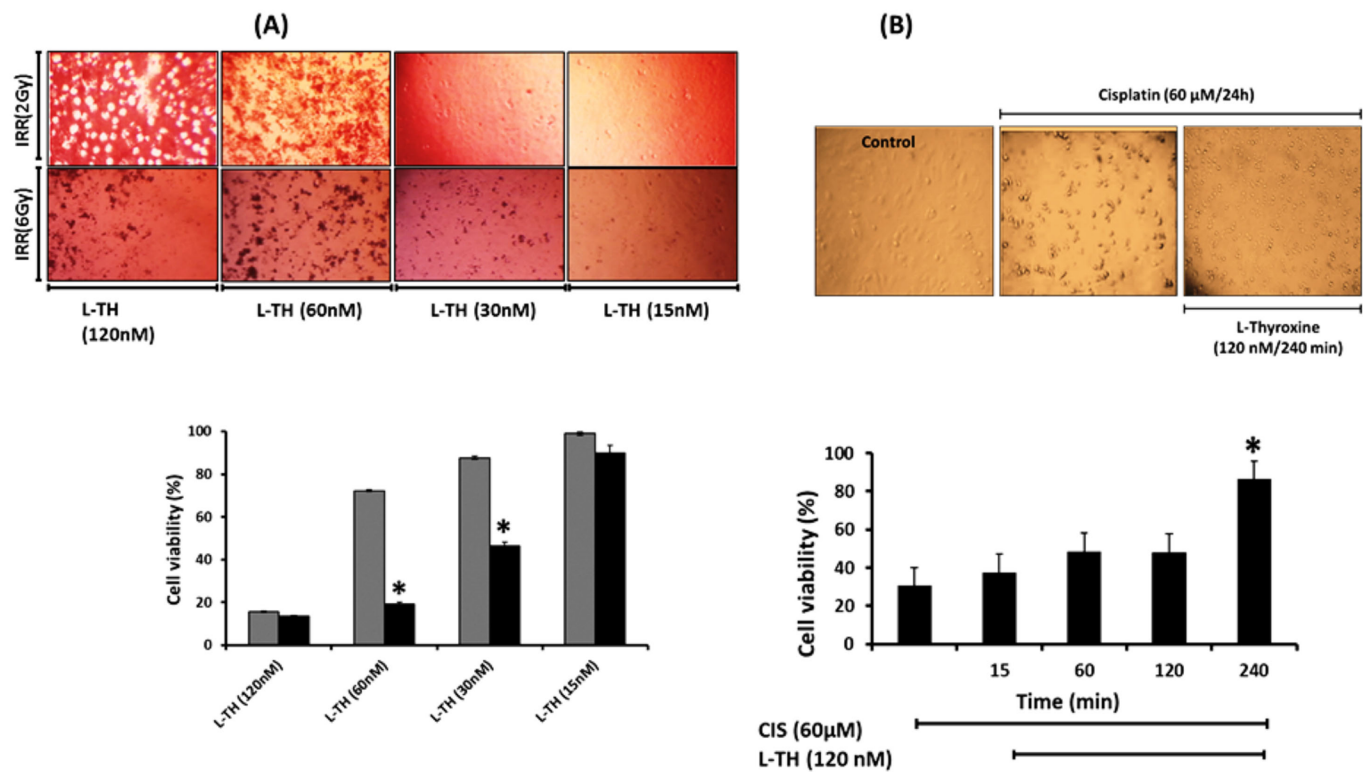 (A)
IRR(2Gy)
IRR(6Gy)
L-TH
(120nM)
L-TH (60nM)
L-TH (30nM)
L-TH (15nM)
(B)
Cisplatin (60 µM/24h)
Control
L-Thyroxine
(120 nM/240 min)
Cell viability (%)
100
80
60
40
20
0
*
*
L-TH (120nM)
L-TH (60nM)
L-TH (30nM)
L-TH (15nM)
Cell viability (%)
100
80
60
40
20
0
*
15 60 120 240
Time (min)
CIS (60µM)
L-TH (120 nM)